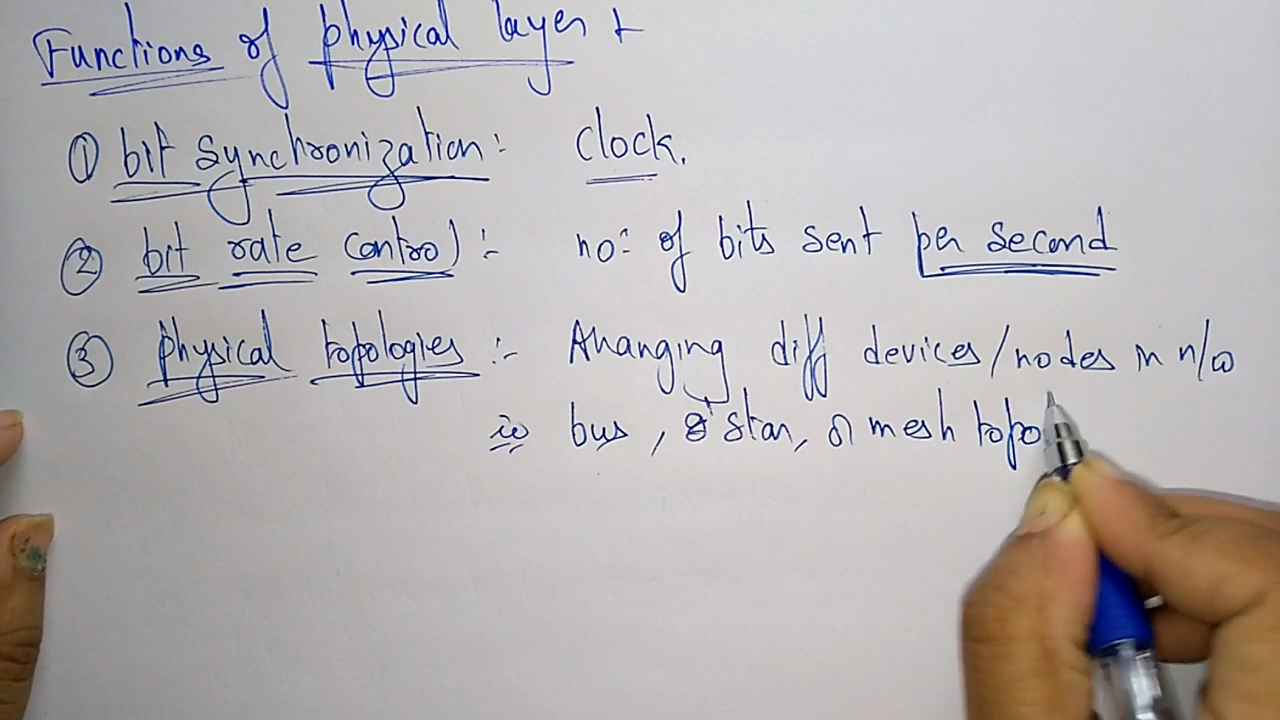 Functions of physical layer :-
① bit synchronization :- clock.
② bit rate control :- no: of bits sent per second
③ physical topologies :- Arranging diff devices/nodes in n/w
ie bus, star, or mesh topo